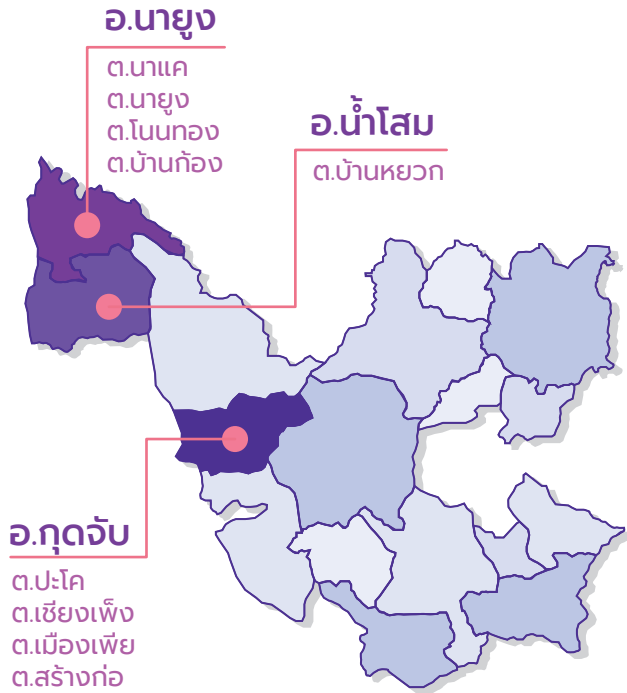 อ.นายูง
ต.นาแค
ต.นายูง
ต.โนนทอง
ต.บ้านก้อง
อ.น้ำโสม
ต.บ้านหยวก
อ.กุดจับ
ต.ปะโค
ต.เชียงเพ็ง
ต.เมืองเพีย
ต.สร้างก่อ